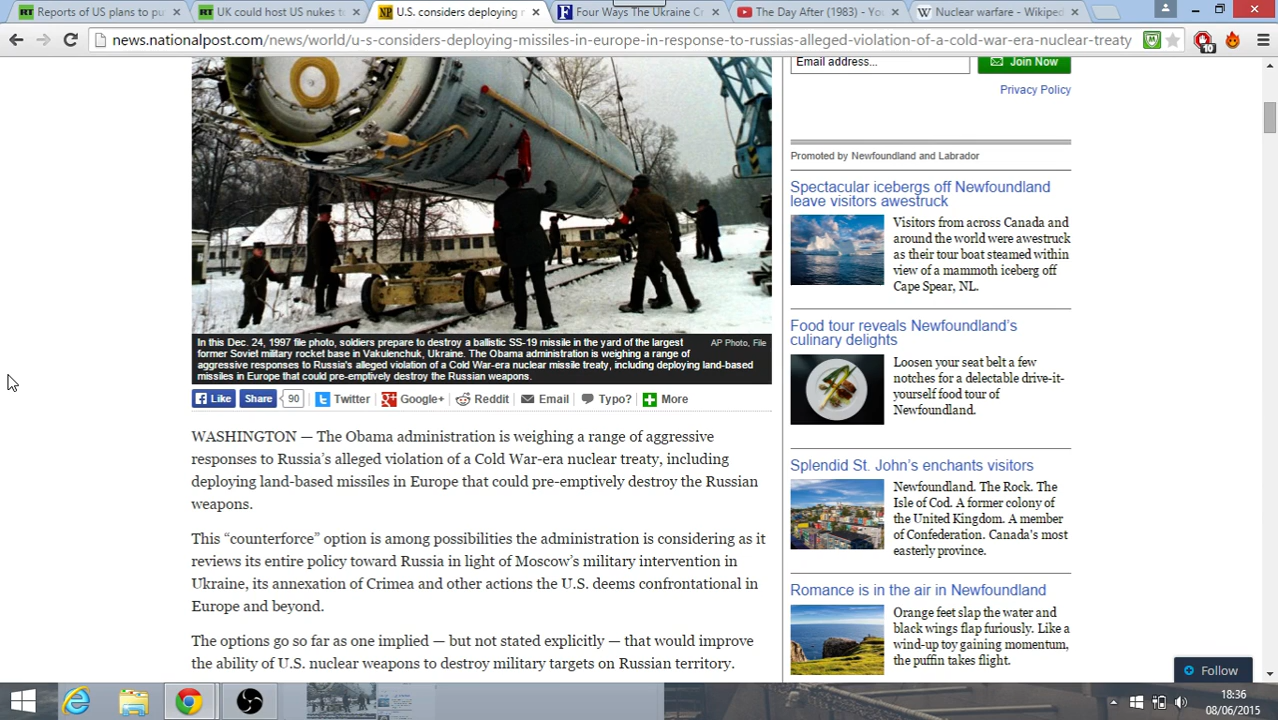 Reports of US plans to pu
UK could host US nukes t
U.S. considers deploying
Four Ways The Ukraine Cr
The Day After (1983) - You
Nuclear warfare - Wikiped
news.nationalpost.com/news/world/u-s-considers-deploying-missiles-in-europe-in-response-to-russias-alleged-violation-of-a-cold-war-era-nuclear-treaty
10
Email address...
Join Now
Privacy Policy
In this Dec. 24, 1997 file photo, soldiers prepare to destroy a ballistic SS-19 missile in the yard of the largest
AP Photo, File
former Soviet military rocket base in Vakulenchuk, Ukraine. The Obama administration is weighing a range of
aggressive responses to Russia's alleged violation of a Cold War-era nuclear missile treaty, including deploying land-based
missiles in Europe that could pre-emptively destroy the Russian weapons.
Like Share 90 Twitter Google+ Reddit Email Typo? More
WASHINGTON — The Obama administration is weighing a range of aggressive
responses to Russia's alleged violation of a Cold War-era nuclear treaty, including
deploying land-based missiles in Europe that could pre-emptively destroy the Russian
weapons.
This “counterforce” option is among possibilities the administration is considering as it
reviews its entire policy toward Russia in light of Moscow's military intervention in
Ukraine, its annexation of Crimea and other actions the U.S. deems confrontational in
Europe and beyond.
The options go so far as one implied — but not stated explicitly — that would improve
the ability of U.S. nuclear weapons to destroy military targets on Russian territory.
Promoted by Newfoundland and Labrador
Spectacular icebergs off Newfoundland
leave visitors awestruck
Visitors from across Canada and
around the world were awestruck
as their tour boat steamed within
view of a mammoth iceberg off
Cape Spear, NL.
Food tour reveals Newfoundland's
culinary delights
Loosen your seat belt a few
notches for a delectable drive-it-
yourself food tour of
Newfoundland.
Splendid St. John's enchants visitors
Newfoundland. The Rock. The
Isle of Cod. A former colony of
the United Kingdom. A member
of Confederation. Canada's most
easterly province.
Romance is in the air in Newfoundland
Orange feet slap the water and
black wings flap furiously. Like a
wind-up toy gaining momentum,
the puffin takes flight.
Follow
18:36
08/06/2015